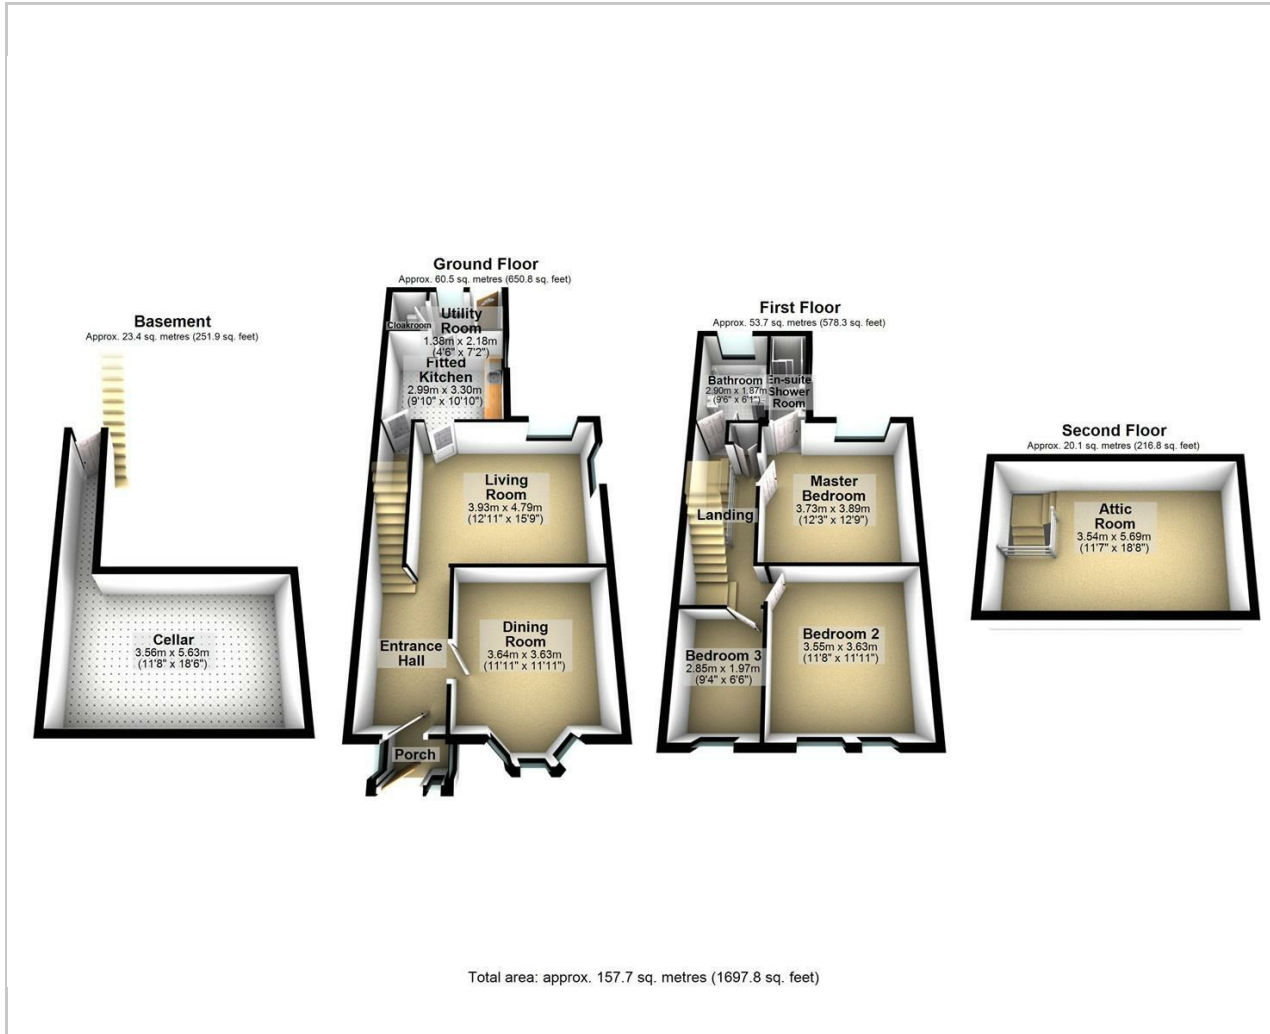 Basement
Approx. 23.4 sq. metres (251.9 sq. feet)
Cellar
3.56m x 5.63m
(11'8" x 18'6")
Ground Floor
Approx. 60.5 sq. metres (650.8 sq. feet)
Cloakroom
Utility
Room
1.38m x 2.18m
(4'6" x 7'2")
Fitted
Kitchen
2.99m x 3.30m
(9'10" x 10'10")
Living
Room
3.93m x 4.79m
(12'11" x 15'9")
Dining
Room
3.64m x 3.63m
(11'11" x 11'11")
Entrance
Hall
Porch
First Floor
Approx. 53.7 sq. metres (578.3 sq. feet)
Bathroom
2.90m x 1.87m
(9'6" x 6'1")
En-suite
Shower
Room
Master
Bedroom
3.73m x 3.89m
(12'3" x 12'9")
Landing
Bedroom 2
3.55m x 3.63m
(11'8" x 11'11")
Bedroom 3
2.85m x 1.97m
(9'4" x 6'6")
Second Floor
Approx. 20.1 sq. metres (216.8 sq. feet)
Attic
Room
3.54m x 5.69m
(11'7" x 18'8")
Total area: approx. 157.7 sq. metres (1697.8 sq. feet)